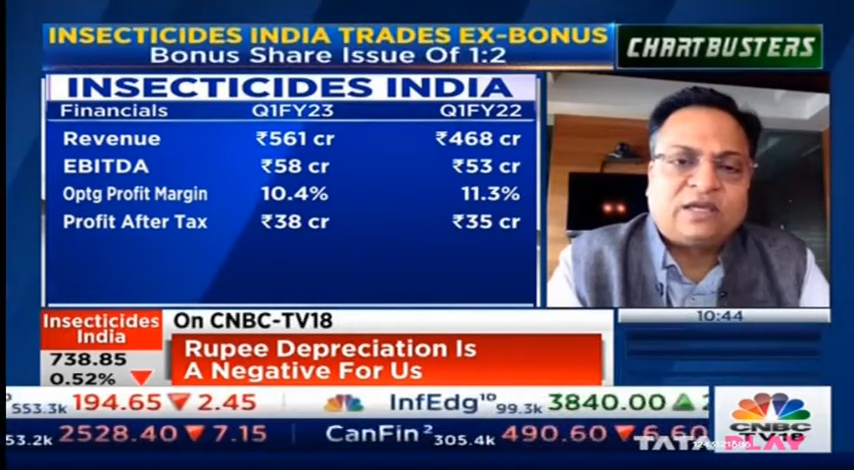 INSECTICIDES INDIA TRADES EX-BONUS
Bonus Share Issue Of 1:2
CHARTBUSTERS
INSECTICIDES INDIA
Financials Q1FY23 Q1FY22
Revenue ₹561 cr ₹468 cr
EBITDA ₹58 cr ₹53 cr
Optg Profit Margin 10.4% 11.3%
Profit After Tax ₹38 cr ₹35 cr
10:44
Insecticides India
738.85
0.52%
On CNBC-TV18
Rupee Depreciation Is
A Negative For Us
553.3k 194.65 2.45 InfEdg¹⁰ 99.3k 3840.00
53.2k 2528.40 7.15 CanFin² 305.4k 490.60 6.60
CNBC
TV18
TATA PLAY